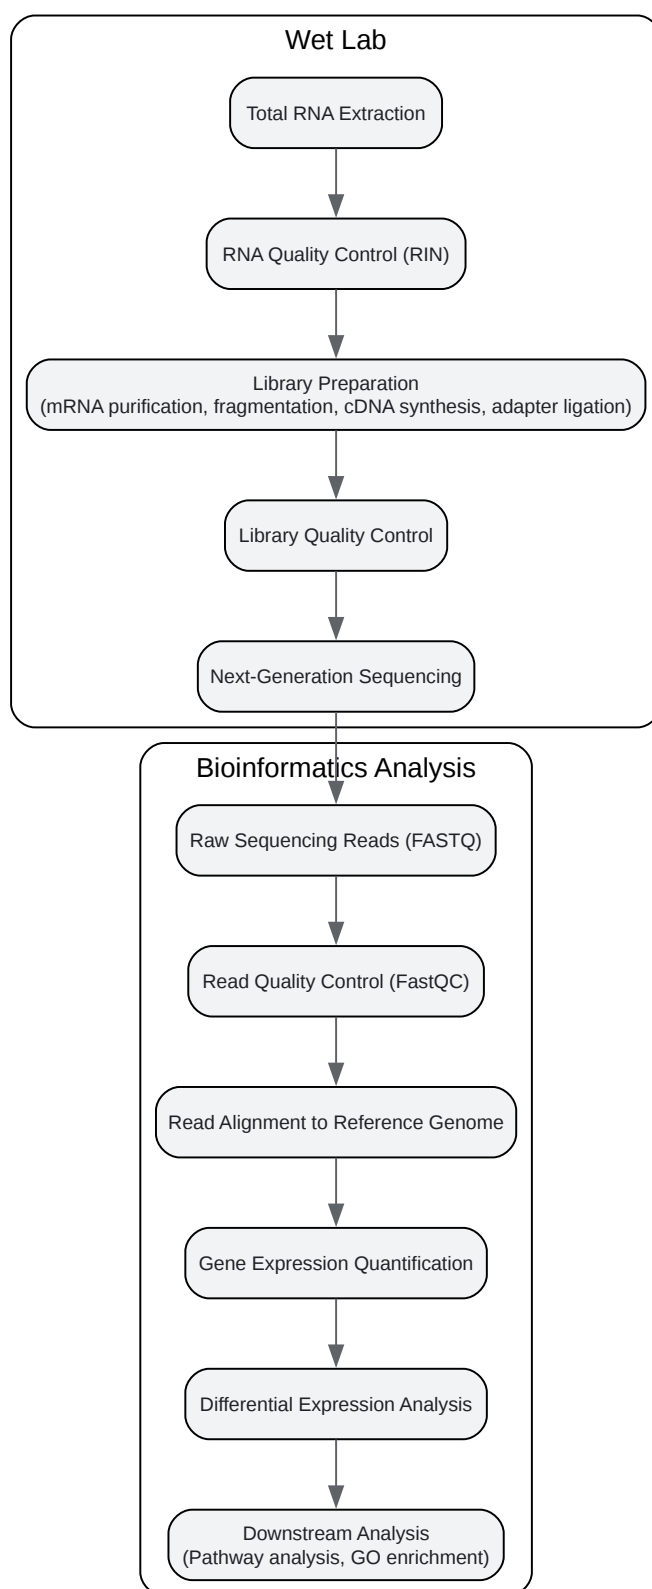 Wet Lab
Total RNA Extraction
RNA Quality Control (RIN)
Library Preparation
(mRNA purification, fragmentation, cDNA synthesis, adapter ligation)
Library Quality Control
Next-Generation Sequencing
Bioinformatics Analysis
Raw Sequencing Reads (FASTQ)
Read Quality Control (FastQC)
Read Alignment to Reference Genome
Gene Expression Quantification
Differential Expression Analysis
Downstream Analysis
(Pathway analysis, GO enrichment)